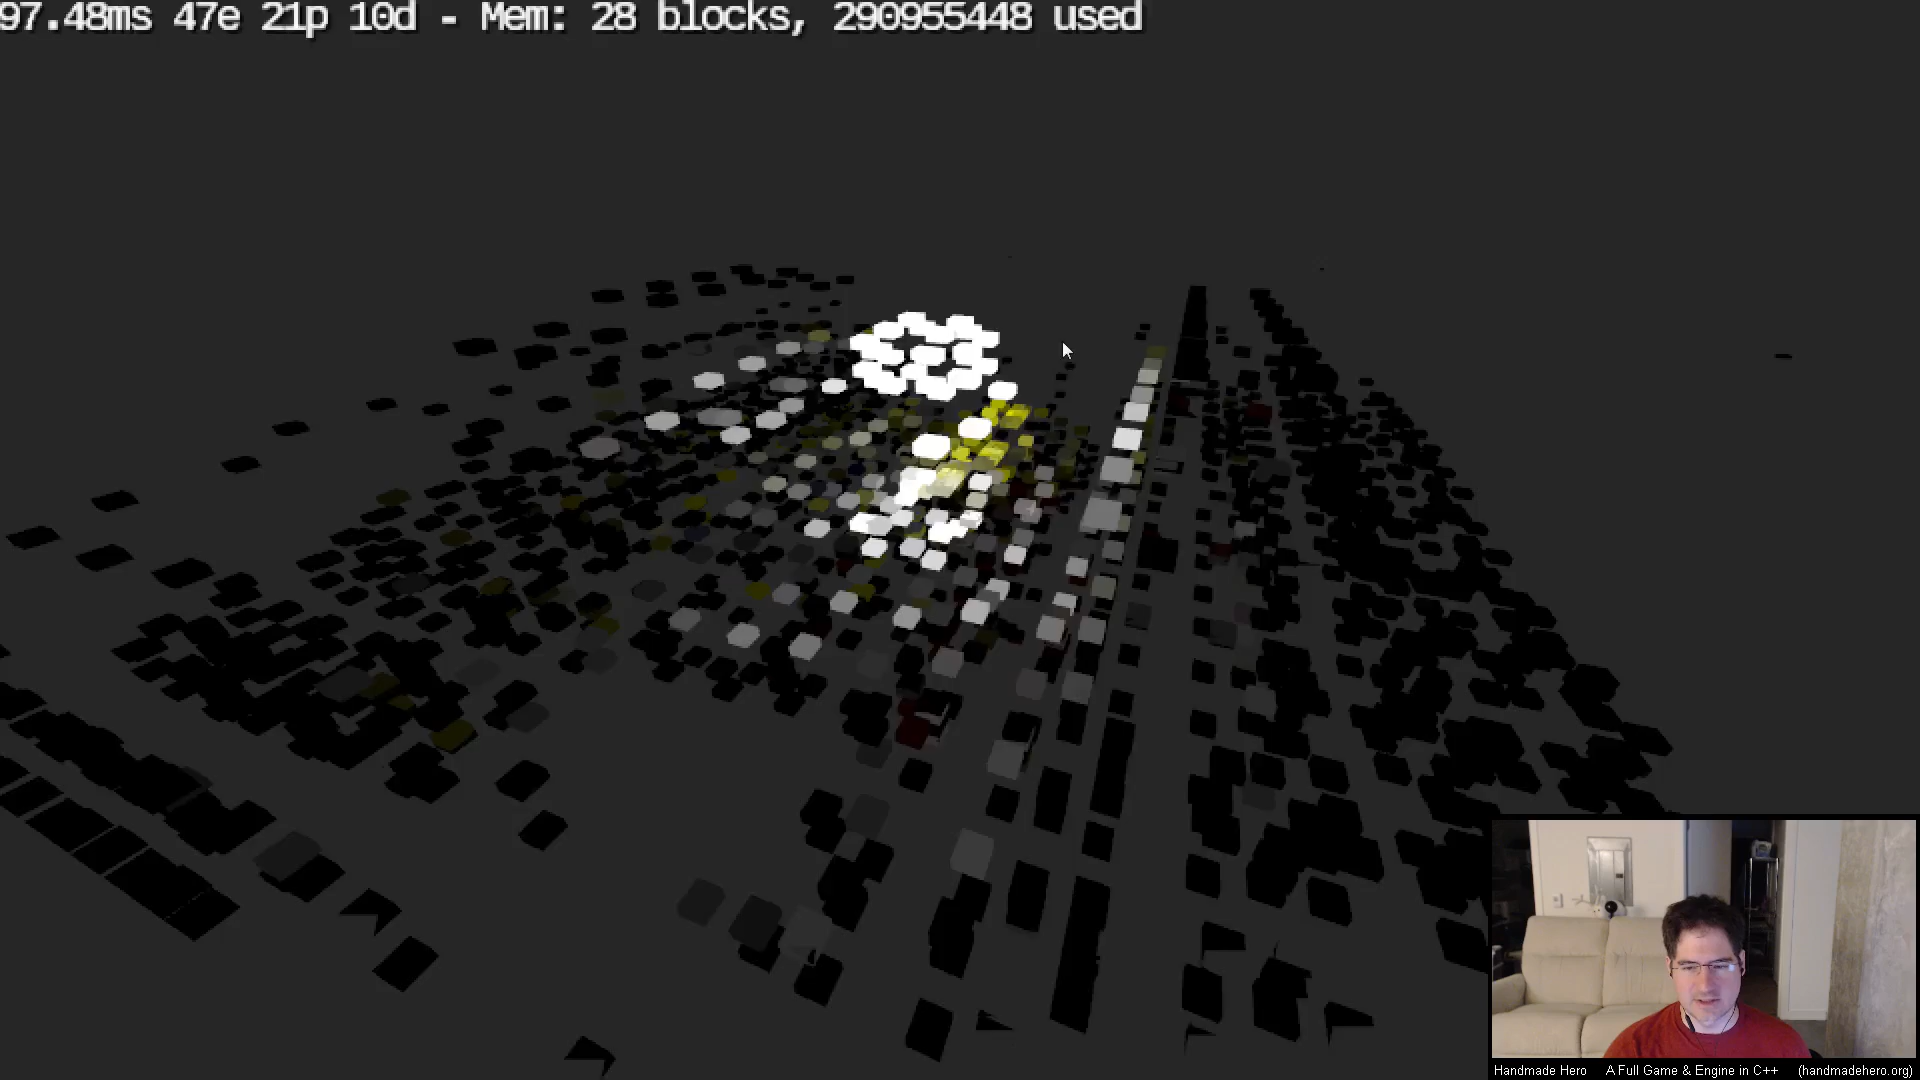 97.48ms 47e 21p 10d - Mem: 28 blocks, 290955448 used
Handmade Hero A Full Game & Engine in C++ (handmadehero.org)